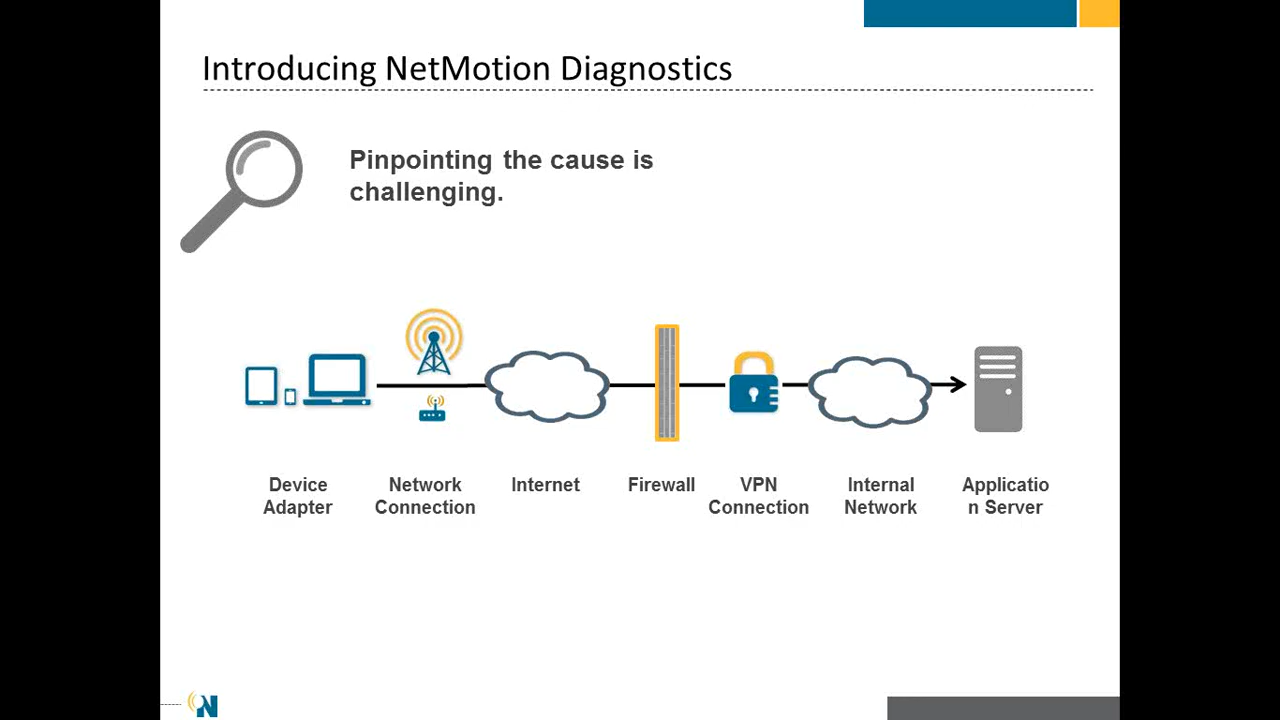 Introducing NetMotion Diagnostics
Pinpointing the cause is
challenging.
Device
Adapter
Network
Connection
Internet
Firewall
VPN
Connection
Internal
Network
Applicatio
n Server
N